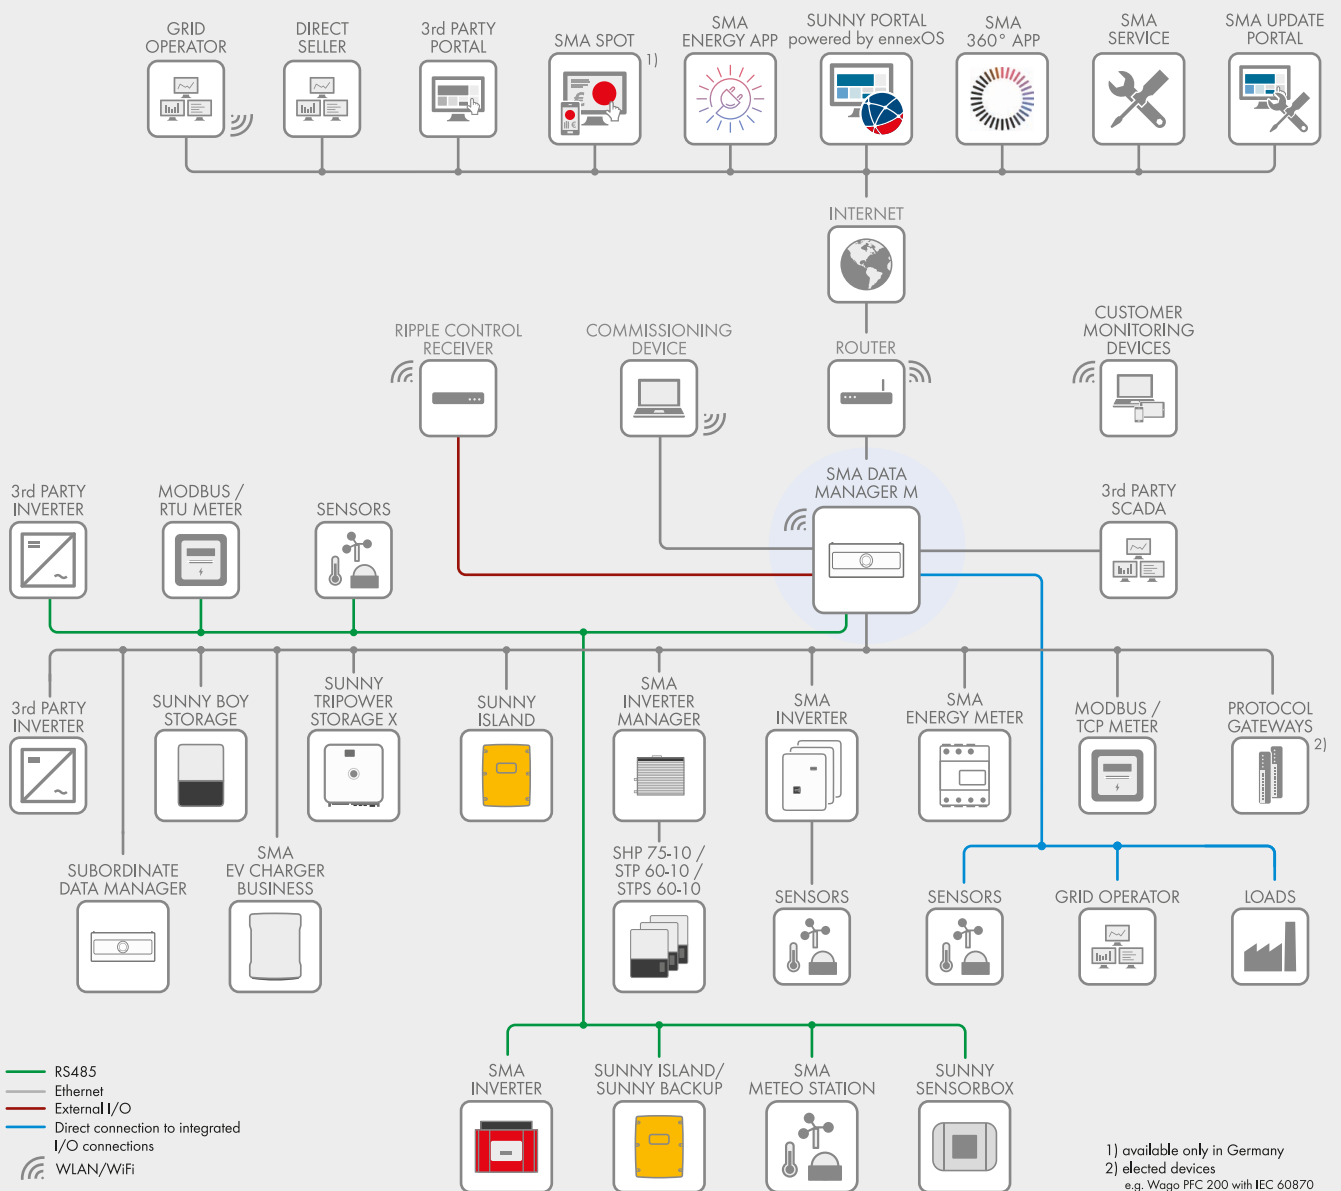 GRID
OPERATOR
DIRECT
SELLER
3rd PARTY
PORTAL
SMA SPOT
1)
SMA
ENERGY APP
SUNNY PORTAL
powered by ennexOS
SMA
360° APP
SMA
SERVICE
SMA UPDATE
PORTAL
INTERNET
RIPPLE CONTROL
RECEIVER
COMMISSIONING
DEVICE
ROUTER
CUSTOMER
MONITORING
DEVICES
3rd PARTY
INVERTER
MODBUS /
RTU METER
SENSORS
SMA DATA
MANAGER M
3rd PARTY
SCADA
3rd PARTY
INVERTER
SUNNY BOY
STORAGE
SUNNY
TRIPOWER
STORAGE X
SUNNY
ISLAND
SMA
INVERTER
MANAGER
SMA
INVERTER
SMA
ENERGY METER
MODBUS /
TCP METER
PROTOCOL
GATEWAYS
2)
SUBORDINATE
DATA MANAGER
SMA
EV CHARGER
BUSINESS
SHP 75-10 /
STP 60-10 /
STPS 60-10
SENSORS
SENSORS
GRID OPERATOR
LOADS
SMA
INVERTER
SUNNY ISLAND/
SUNNY BACKUP
SMA
METEO STATION
SUNNY
SENSORBOX
RS485
Ethernet
External I/O
Direct connection to integrated
I/O connections
WLAN/WiFi
1) available only in Germany
2) elected devices
e.g. Wago PFC 200 with IEC 60870